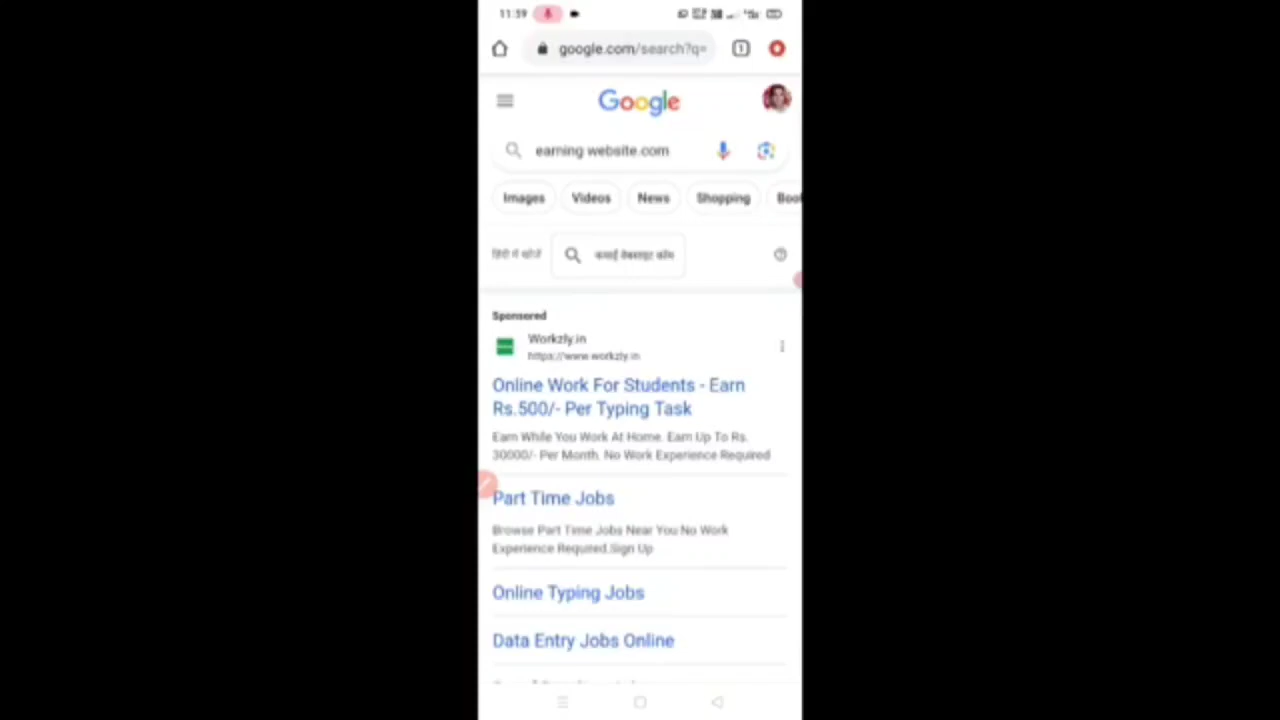 11:39
google.com/search?q=
1
Google
earning website.com
Images Videos News Shopping Boo
हिंदी में खोजें
Sponsored
Workzly.in
https://www.workzly.in
Online Work For Students - Earn
Rs.500/- Per Typing Task
Earn While You Work At Home. Earn Up To Rs.
30000/- Per Month. No Work Experience Required
Part Time Jobs
Browse Part Time Jobs Near You No Work
Experience Required.Sign Up
Online Typing Jobs
Data Entry Jobs Online